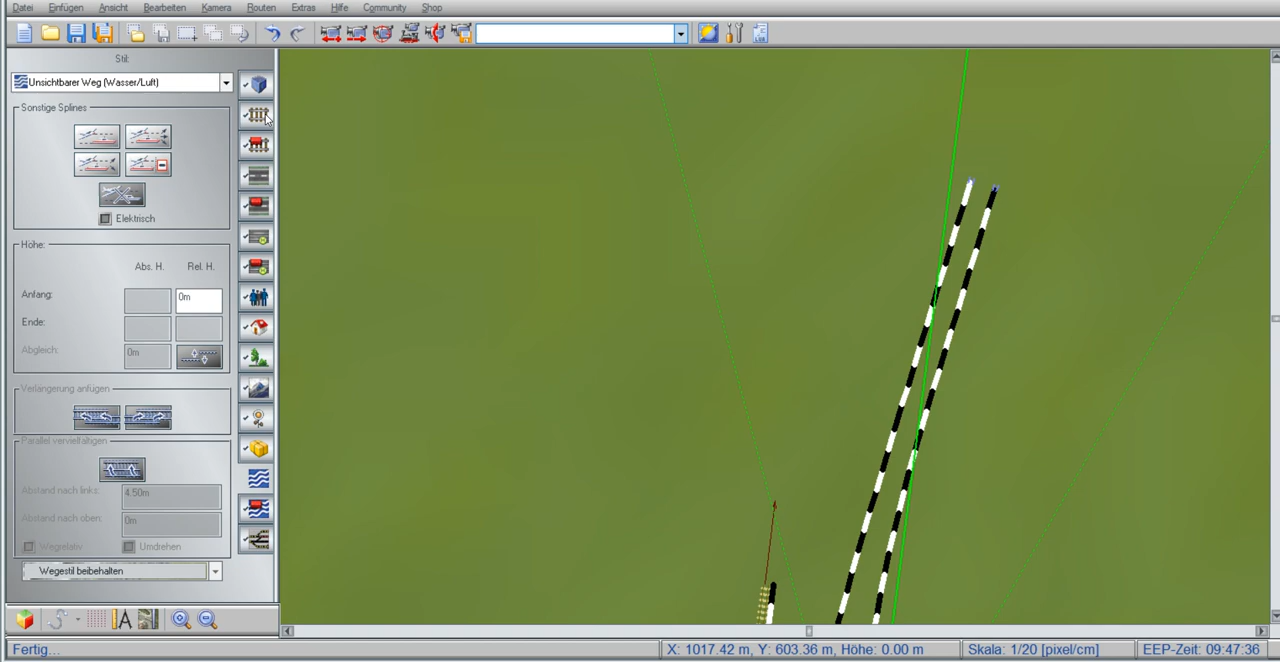 Datei Einfügen Ansicht Bearbeiten Kamera Routen Extras Hilfe Community Shop
LUA
Stil:
Unsichtbarer Weg (Wasser/Luft)
Sonstige Splines
Elektrisch
Höhe:
Abs. H. Rel. H.
Anfang: 0m
Ende:
Abgleich: 0m
Verlängerung anfügen
Parallel vervielfältigen
Abstand nach links: 4.50m
Abstand nach oben: 0m
Wegrelativ Umdrehen
Wegestil beibehalten
A
Fertig... X: 1017.42 m, Y: 603.36 m, Höhe: 0.00 m Skala: 1/20 [pixel/cm] EEP-Zeit: 09:47:36